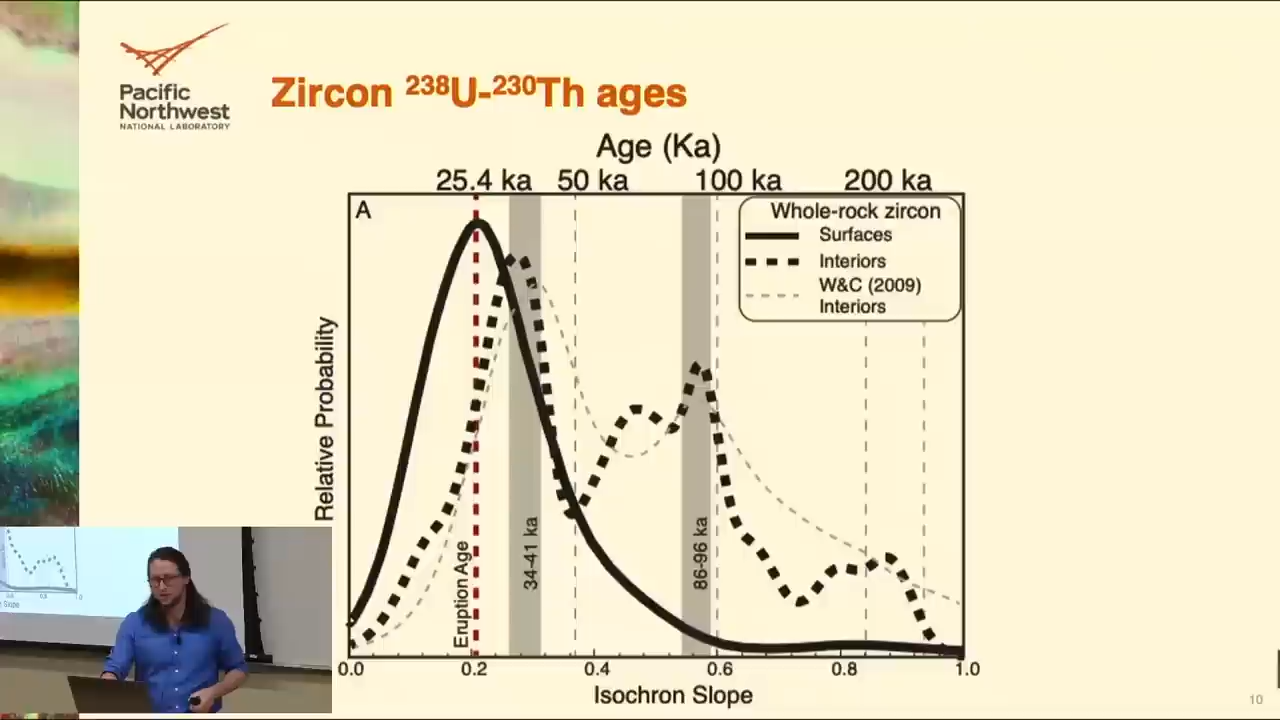 Pacific
Northwest
NATIONAL LABORATORY
Zircon ²³⁸U-²³⁰Th ages
Age (Ka)
25.4 ka 50 ka 100 ka 200 ka
A
Whole-rock zircon
Surfaces
Interiors
W&C (2009)
Interiors
Relative Probability
Eruption Age
34-41 ka
86-96 ka
0.0 0.2 0.4 0.6 0.8 1.0
Isochron Slope
Slope
10